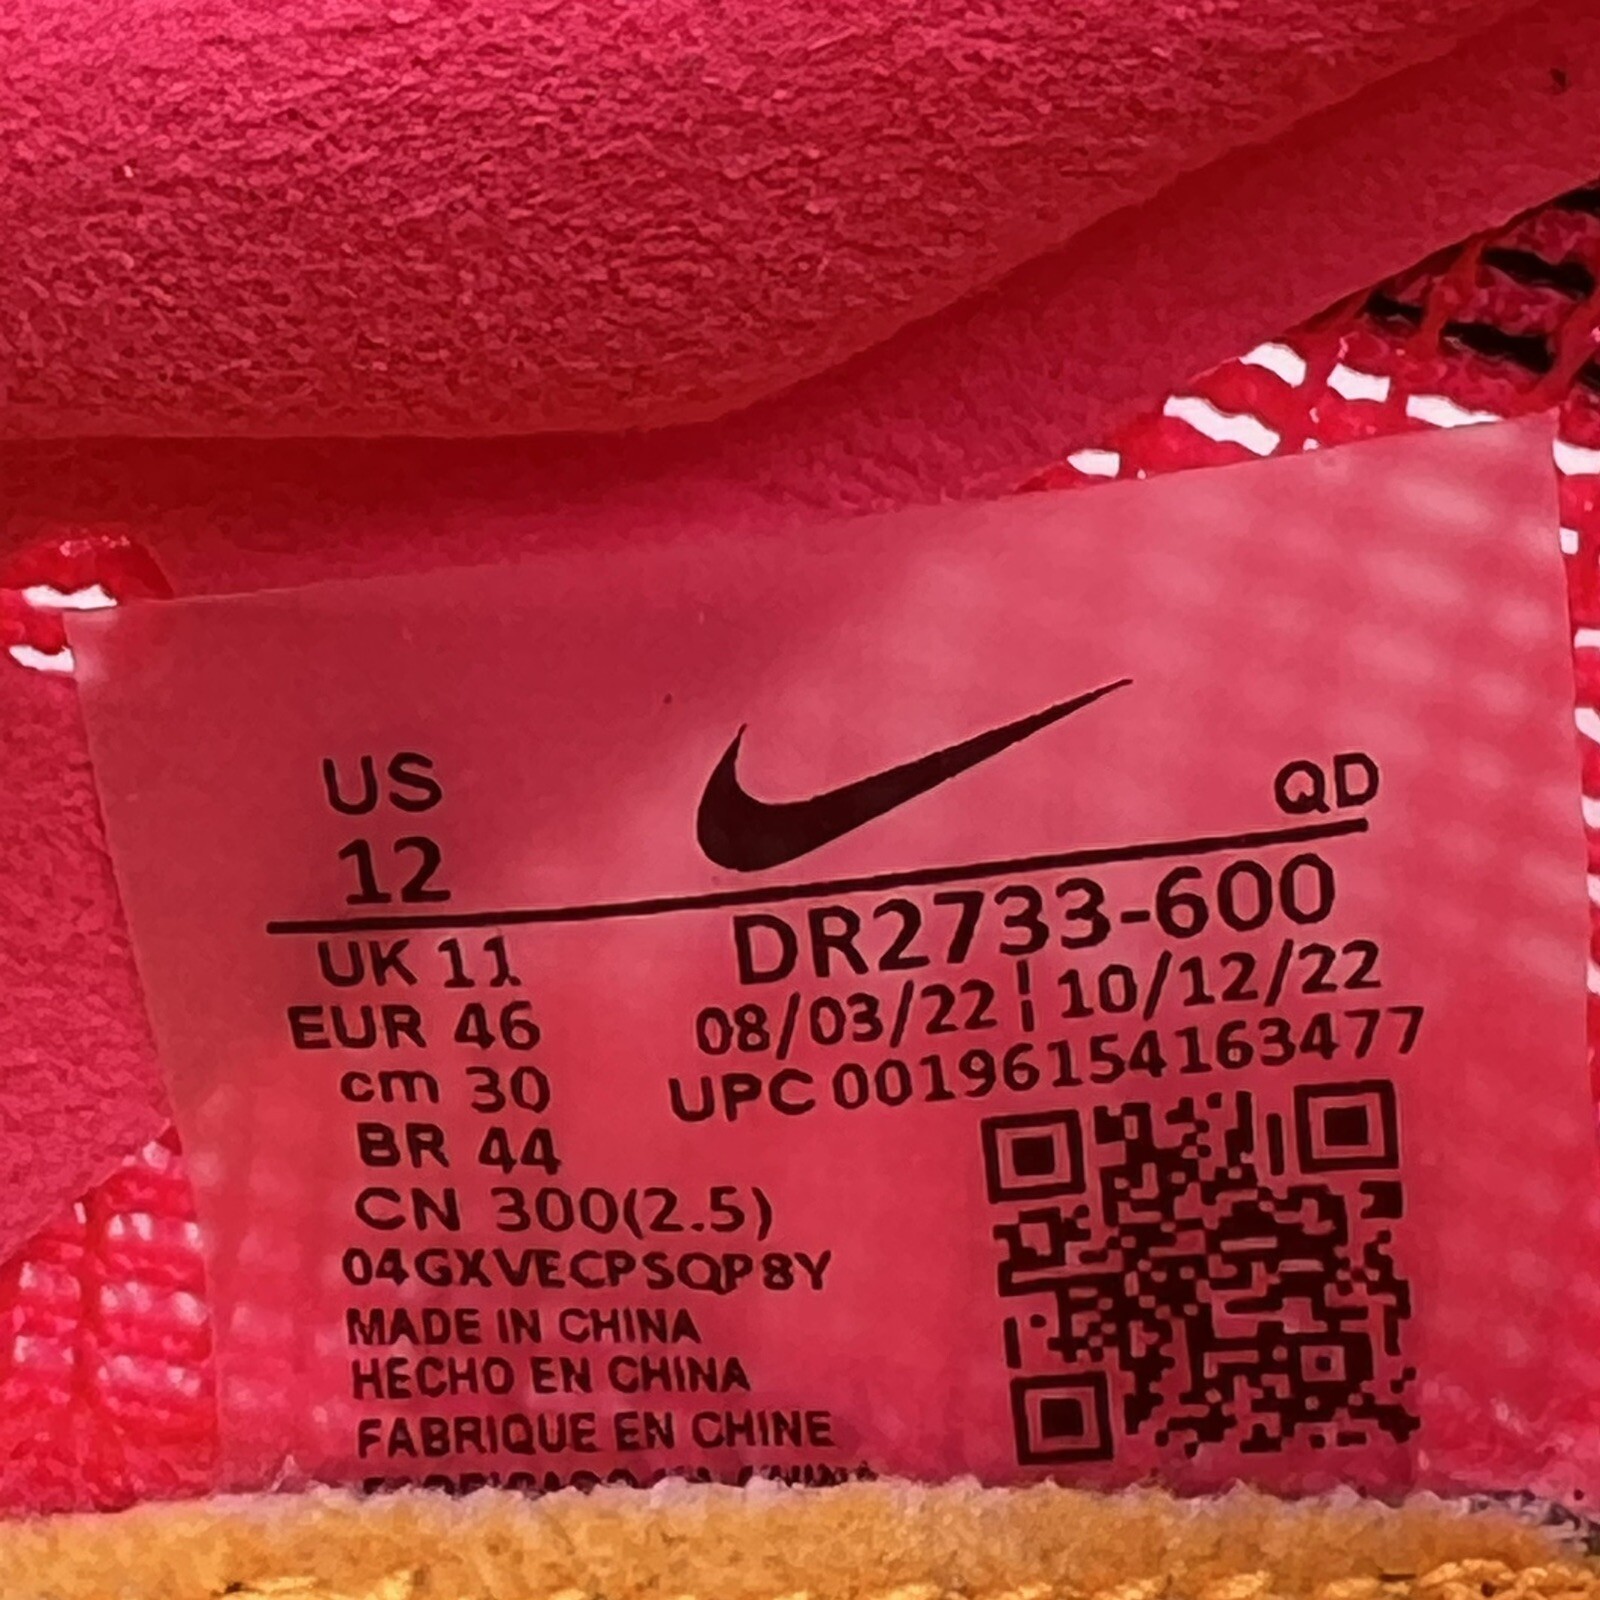 US
12
QD
UK 11
EUR 46
cm 30
BR 44
CN 300(2.5)
04GXVECPSQP8Y
MADE IN CHINA
HECHO EN CHINA
FABRIQUE EN CHINE
DR2733-600
08/03/22 ¦ 10/12/22
UPC 00196154163477